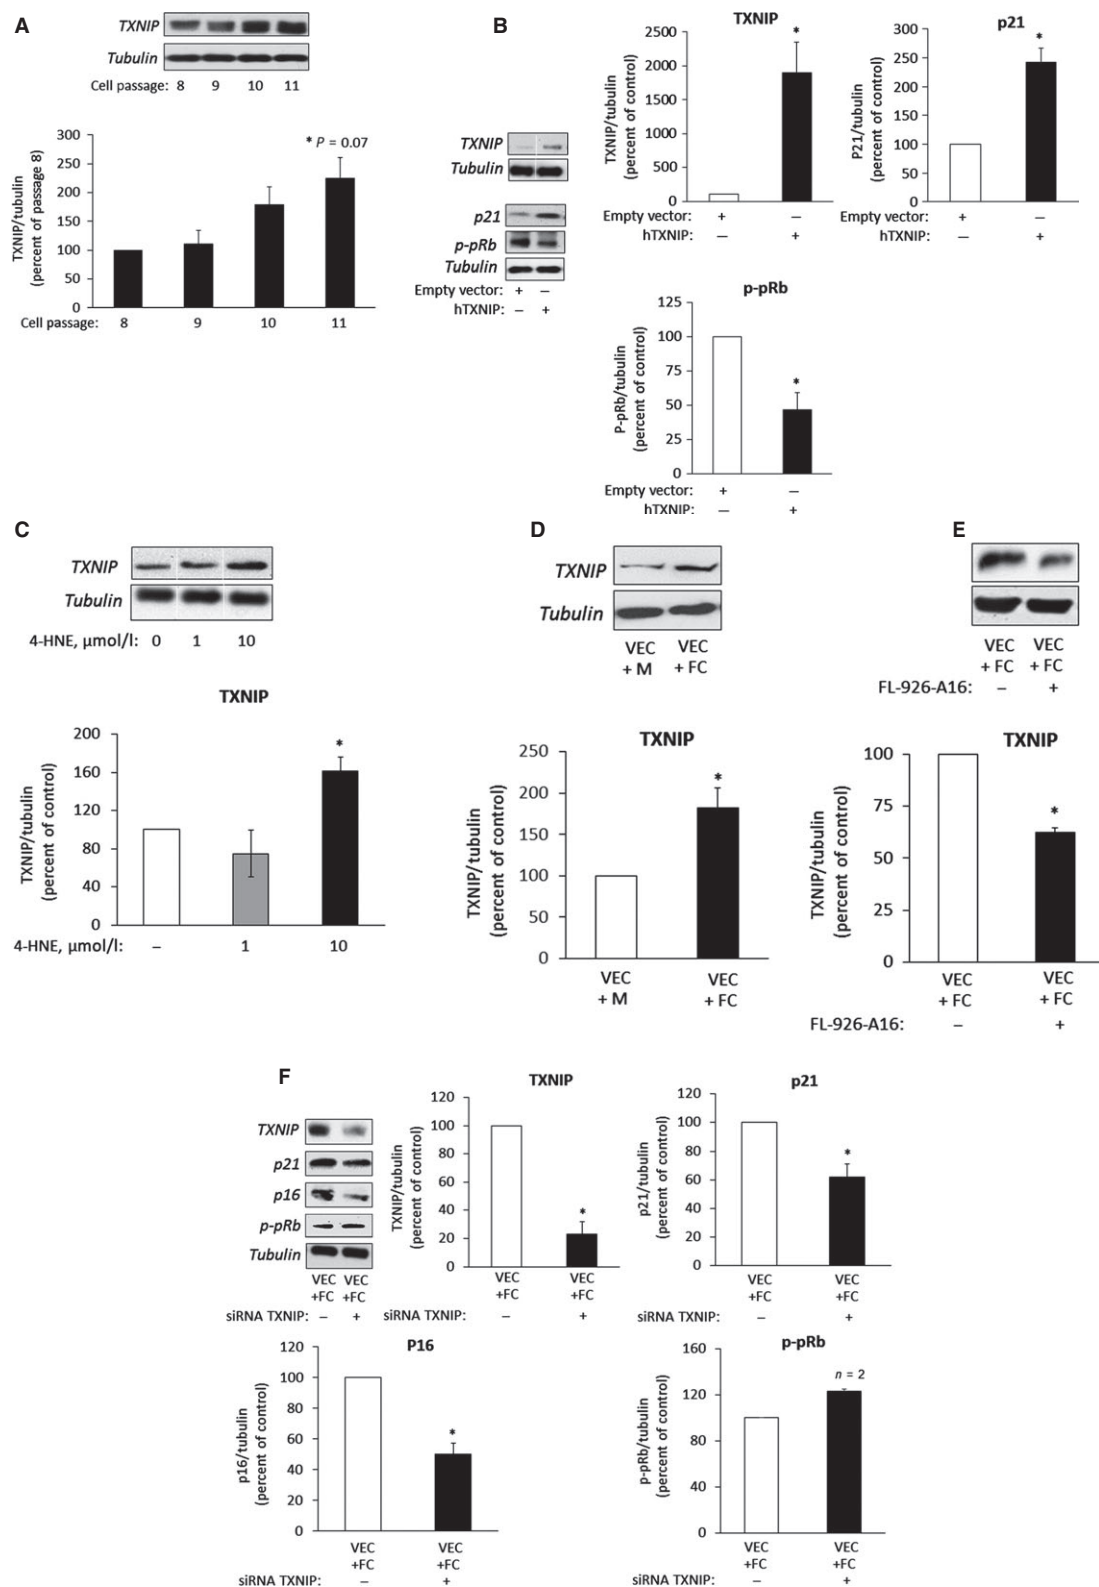 A
TXNIP
Tubulin
Cell passage: 8 9 10 11
TXNIP/tubulin
(percent of passage 8)
300
250
200
150
100
50
0
* P = 0.07
Cell passage: 8 9 10 11
B
TXNIP
Tubulin
p21
p-pRb
Tubulin
Empty vector: + –
hTXNIP: – +
TXNIP
TXNIP/tubulin
(percent of control)
2500
2000
1500
1000
500
0
*
Empty vector: + –
hTXNIP: – +
p21
P21/tubulin
(percent of control)
300
250
200
150
100
50
0
*
Empty vector: + –
hTXNIP: – +
p-pRb
P-pRb/tubulin
(percent of control)
125
100
75
50
25
0
*
Empty vector: + –
hTXNIP: – +
C
TXNIP
Tubulin
4-HNE, µmol/l: 0 1 10
TXNIP
TXNIP/tubulin
(percent of control)
200
160
120
80
40
0
*
4-HNE, µmol/l: – 1 10
D
TXNIP
Tubulin
VEC VEC
+ M + FC
TXNIP
TXNIP/tubulin
(percent of control)
250
200
150
100
50
0
*
VEC VEC
+ M + FC
E
VEC VEC
+ FC + FC
FL-926-A16: – +
TXNIP
TXNIP/tubulin
(percent of control)
100
75
50
25
0
*
VEC VEC
+ FC + FC
FL-926-A16: – +
F
TXNIP
p21
p16
p-pRb
Tubulin
VEC VEC
+FC +FC
siRNA TXNIP: – +
TXNIP
TXNIP/tubulin
(percent of control)
120
100
80
60
40
20
0
*
VEC VEC
+FC +FC
siRNA TXNIP: – +
p21
p21/tubulin
(percent of control)
120
100
80
60
40
20
0
*
VEC VEC
+FC +FC
siRNA TXNIP: – +
P16
p16/tubulin
(percent of control)
120
100
80
60
40
20
0
*
VEC VEC
+FC +FC
siRNA TXNIP: – +
p-pRb
p-pRb/tubulin
(percent of control)
160
120
80
40
0
n = 2
VEC VEC
+FC +FC
siRNA TXNIP: – +